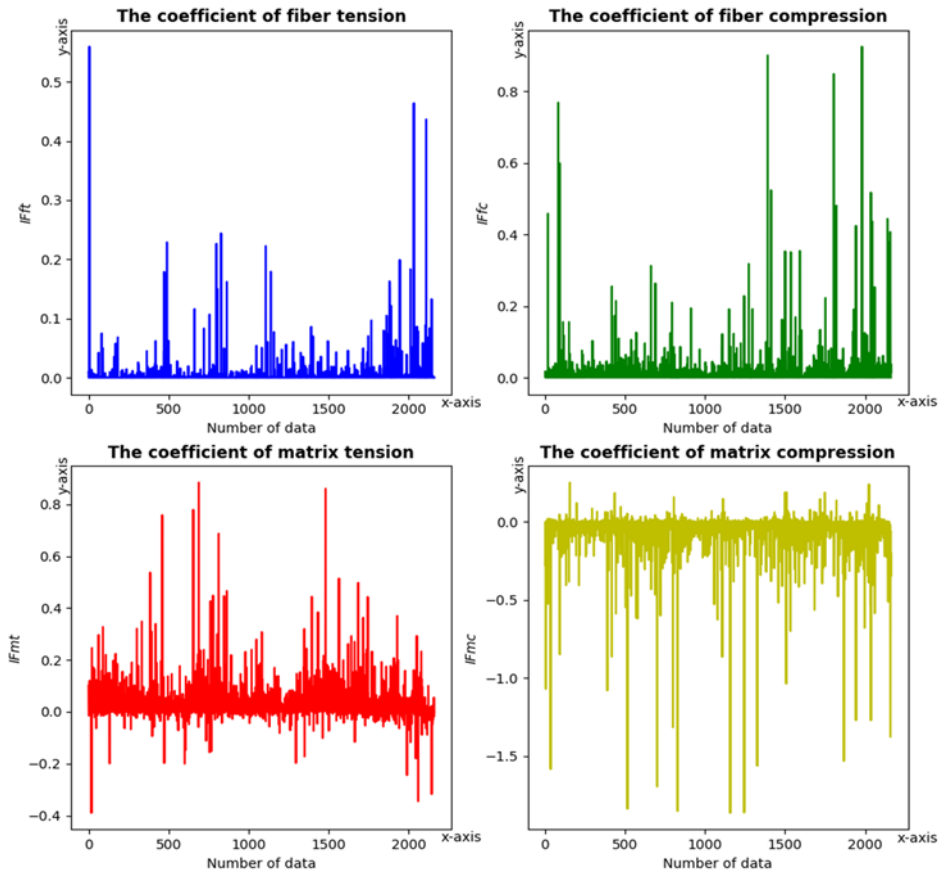 The coefficient of fiber tension
y-axis
0.5
0.4
0.3
0.2
0.1
0.0
IFft
0
500
1000
1500
2000
x-axis
Number of data
The coefficient of fiber compression
y-axis
0.8
0.6
0.4
0.2
0.0
IFfc
0
500
1000
1500
2000
x-axis
Number of data
The coefficient of matrix tension
y-axis
0.8
0.6
0.4
0.2
0.0
−0.2
−0.4
IFmt
0
500
1000
1500
2000
x-axis
Number of data
The coefficient of matrix compression
y-axis
0.0
−0.5
−1.0
−1.5
IFmc
0
500
1000
1500
2000
x-axis
Number of data